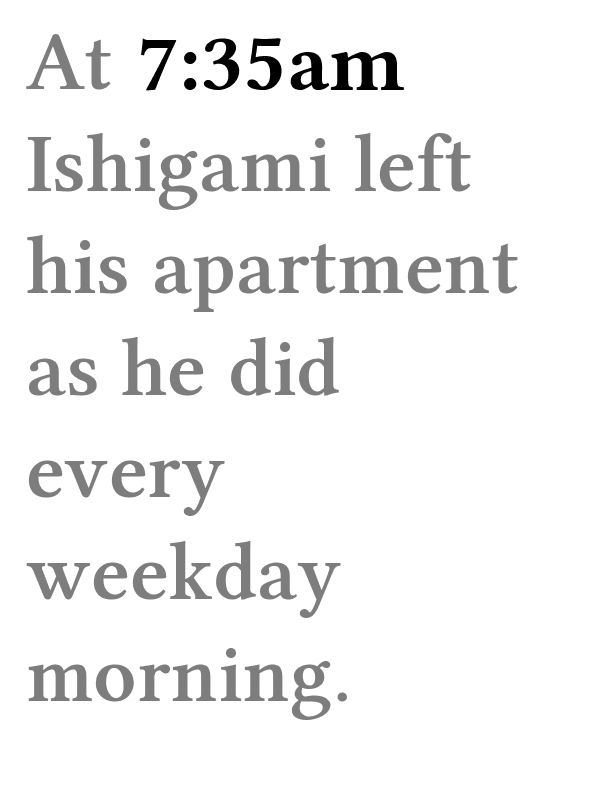 At 7:35am
Ishigami left
his apartment
as he did
every
weekday
morning.